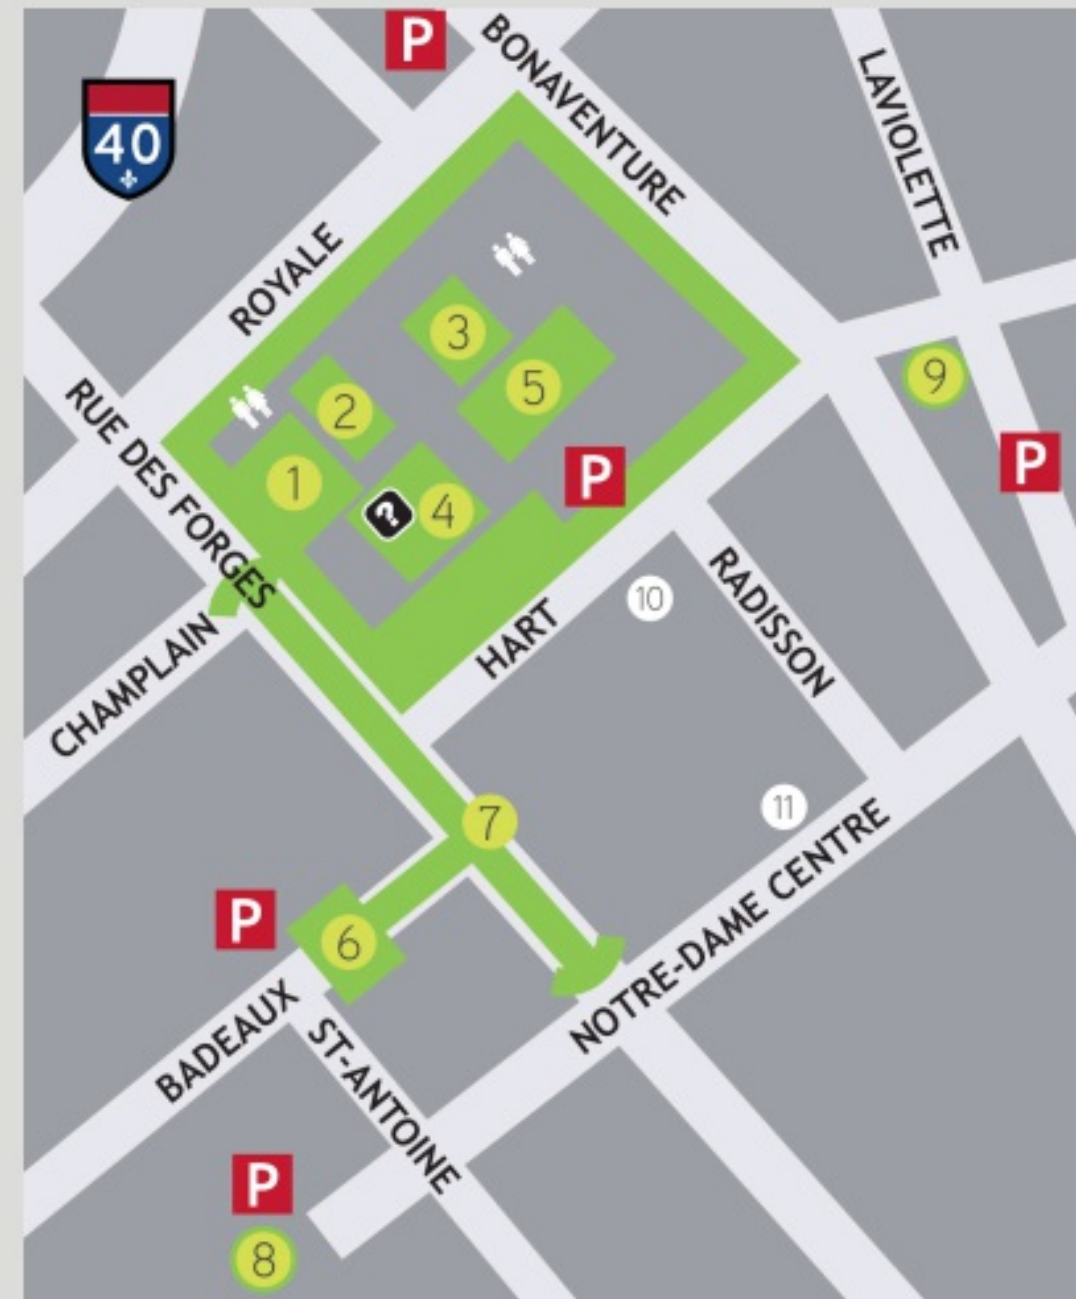 P
BONAVENTURE
LAVIOLETTE
40
ROYALE
3
5
9
2
RUE DES FORGES
1
P
P
?
4
10
RADISSON
HART
CHAMPLAIN
7
11
NOTRE-DAME CENTRE
P
6
BADEAUX
ST-ANTOINE
P
8